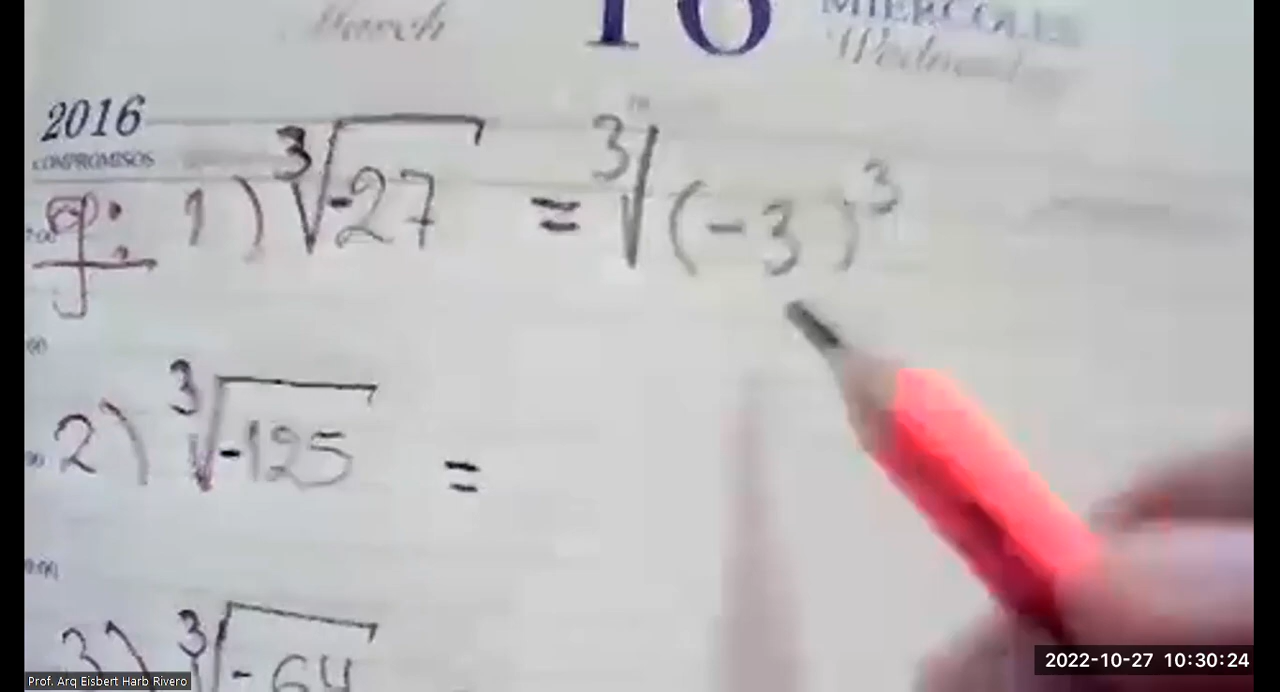 March 16 MIÉRCOLES
Wednesday
2016
COMPROMISOS
ej: 1) ∛-27 = ∛(-3)³
2) ∛-125 =
3) ∛-64 =
Prof. Arq Eisbert Harb Rivero
2022-10-27 10:30:24